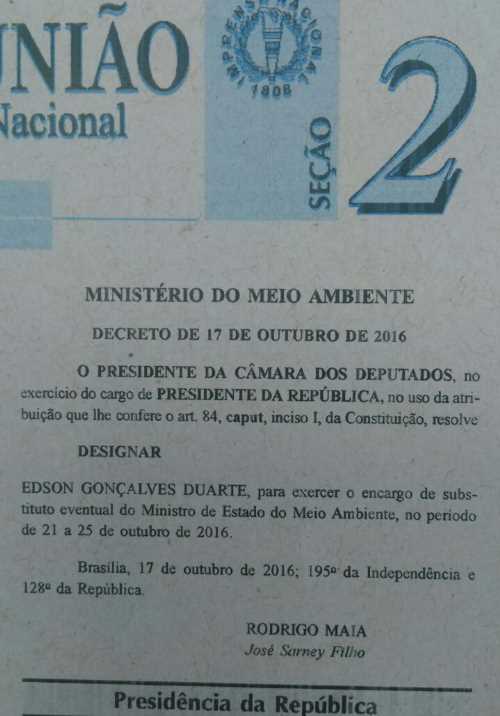 UNIÃO
Nacional
IMPRENSA NACIONAL
1808
SEÇÃO
2
MINISTÉRIO DO MEIO AMBIENTE
DECRETO DE 17 DE OUTUBRO DE 2016
O PRESIDENTE DA CÂMARA DOS DEPUTADOS, no
exercício do cargo de PRESIDENTE DA REPÚBLICA, no uso da atri-
buição que lhe confere o art. 84, caput, inciso I, da Constituição, resolve
DESIGNAR
EDSON GONÇALVES DUARTE, para exercer o encargo de subs-
tituto eventual do Ministro de Estado do Meio Ambiente, no período
de 21 a 25 de outubro de 2016.
Brasília, 17 de outubro de 2016; 195º da Independência e
128º da República.
RODRIGO MAIA
José Sarney Filho
Presidência da República